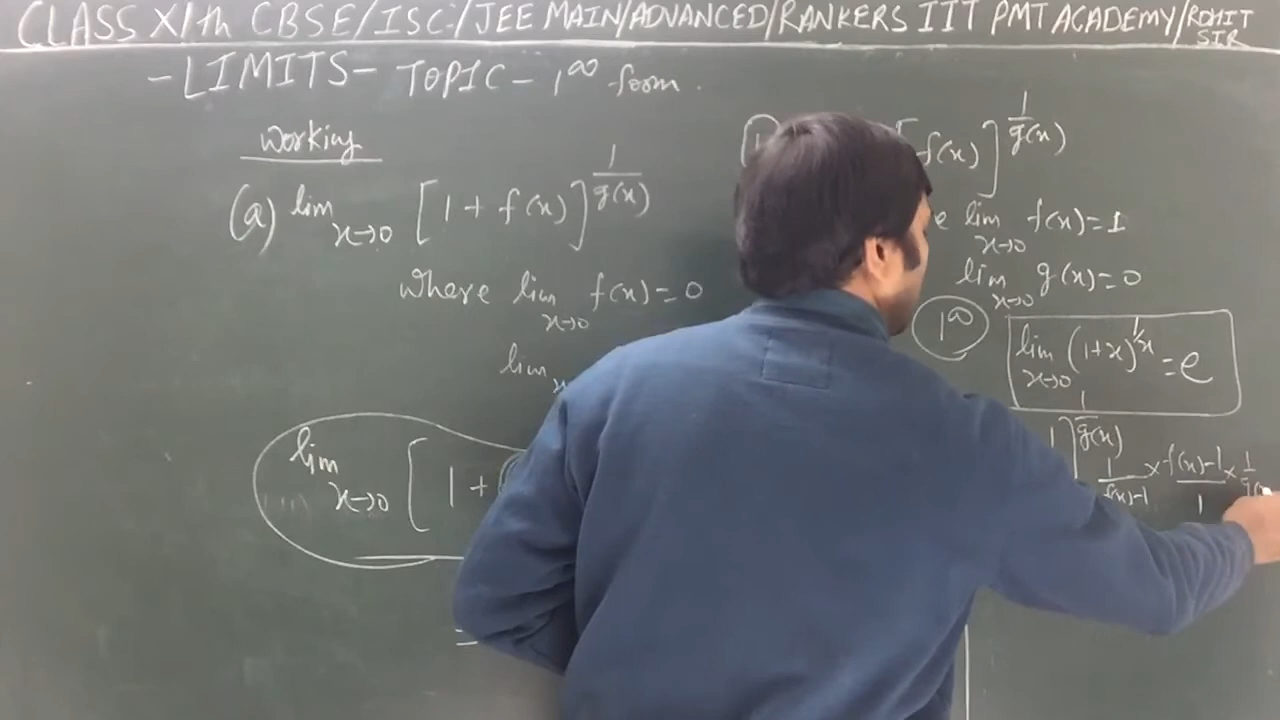 CLASS XI/th CBSE/ISC/JEE MAIN/ADVANCED/RANKERS IIT PMT ACADEMY/ROHIT SIR
-LIMITS- TOPIC - 1^∞ form.
Working
(a) lim x→0 [1 + f(x)]^(1/g(x))
where lim x→0 f(x) = 0
lim
lim x→0 [1 +
f(x)]^(1/g(x))
lim x→0 f(x) = 1
lim x→0 g(x) = 0
1^∞
lim x→0 (1+x)^(1/x) = e
1]^(1/g(x))
1/(f(x)-1) × (f(x)-1)/1 × 1/g(